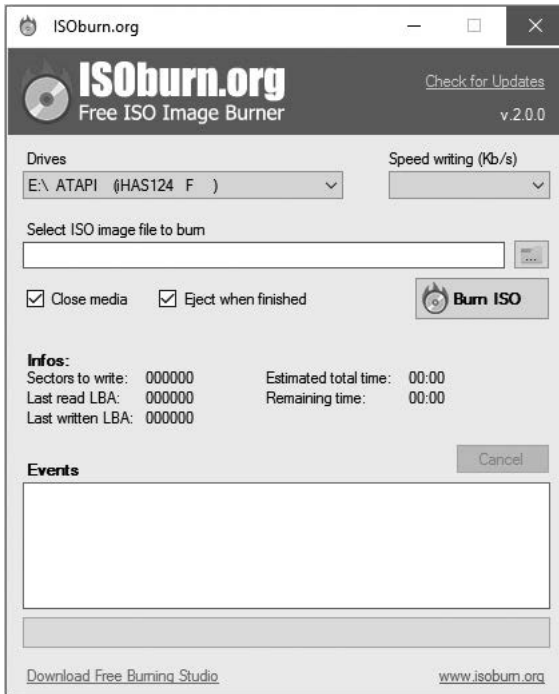 ISOburn.org
ISOburn.org
Free ISO Image Burner
Check for Updates
v.2.0.0
Drives
Speed writing (Kb/s)
E:\ ATAPI (iHAS124 F )
Select ISO image file to burn
...
Close media
Eject when finished
Burn ISO
Infos:
Sectors to write: 000000
Estimated total time: 00:00
Last read LBA: 000000
Remaining time: 00:00
Last written LBA: 000000
Cancel
Events
Download Free Burning Studio
www.isoburn.org